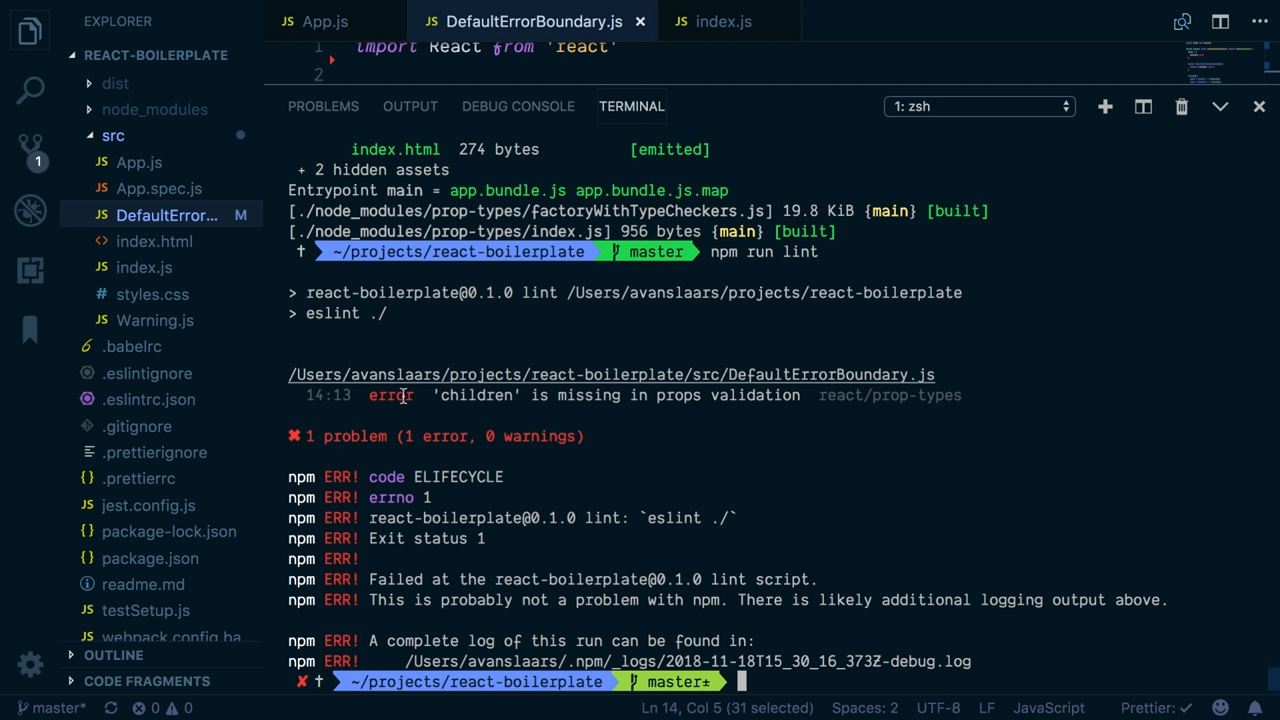 EXPLORER
REACT-BOILERPLATE
dist
node_modules
src
App.js
App.spec.js
DefaultError... M
index.html
index.js
styles.css
Warning.js
.babelrc
.eslintignore
.eslintrc.json
.gitignore
.prettierignore
.prettierrc
jest.config.js
package-lock.json
package.json
readme.md
testSetup.js
webpack.config.ba
OUTLINE
CODE FRAGMENTS
1
JS App.js JS DefaultErrorBoundary.js × JS index.js
1 import React from 'react'
2
PROBLEMS OUTPUT DEBUG CONSOLE TERMINAL 1: zsh
index.html 274 bytes [emitted]
+ 2 hidden assets
Entrypoint main = app.bundle.js app.bundle.js.map
[./node_modules/prop-types/factoryWithTypeCheckers.js] 19.8 KiB {main} [built]
[./node_modules/prop-types/index.js] 956 bytes {main} [built]
† ~/projects/react-boilerplate master npm run lint
> react-boilerplate@0.1.0 lint /Users/avanslaars/projects/react-boilerplate
> eslint ./
/Users/avanslaars/projects/react-boilerplate/src/DefaultErrorBoundary.js
14:13 error 'children' is missing in props validation react/prop-types
✖ 1 problem (1 error, 0 warnings)
npm ERR! code ELIFECYCLE
npm ERR! errno 1
npm ERR! react-boilerplate@0.1.0 lint: `eslint ./`
npm ERR! Exit status 1
npm ERR!
npm ERR! Failed at the react-boilerplate@0.1.0 lint script.
npm ERR! This is probably not a problem with npm. There is likely additional logging output above.
npm ERR! A complete log of this run can be found in:
npm ERR! /Users/avanslaars/.npm/_logs/2018-11-18T15_30_16_373Z-debug.log
✘ † ~/projects/react-boilerplate master±
master* 0 0 Ln 14, Col 5 (31 selected) Spaces: 2 UTF-8 LF JavaScript Prettier: ✓